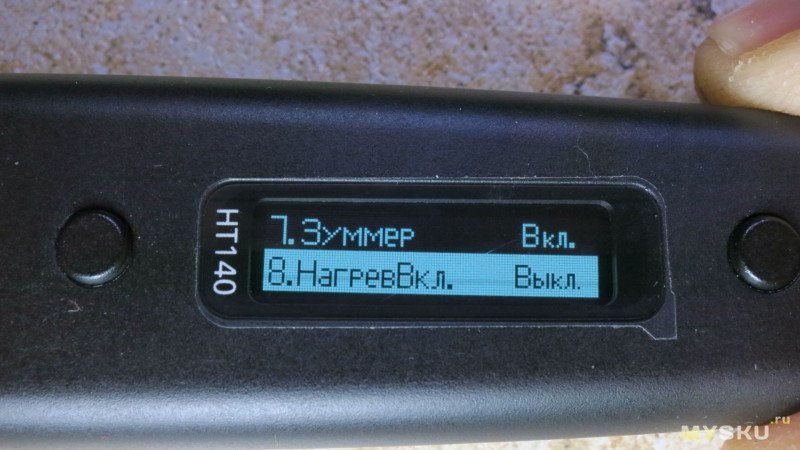 HT140
7.Зуммер Вкл.
8.НагревВкл. Выкл.
MYSKU.ru